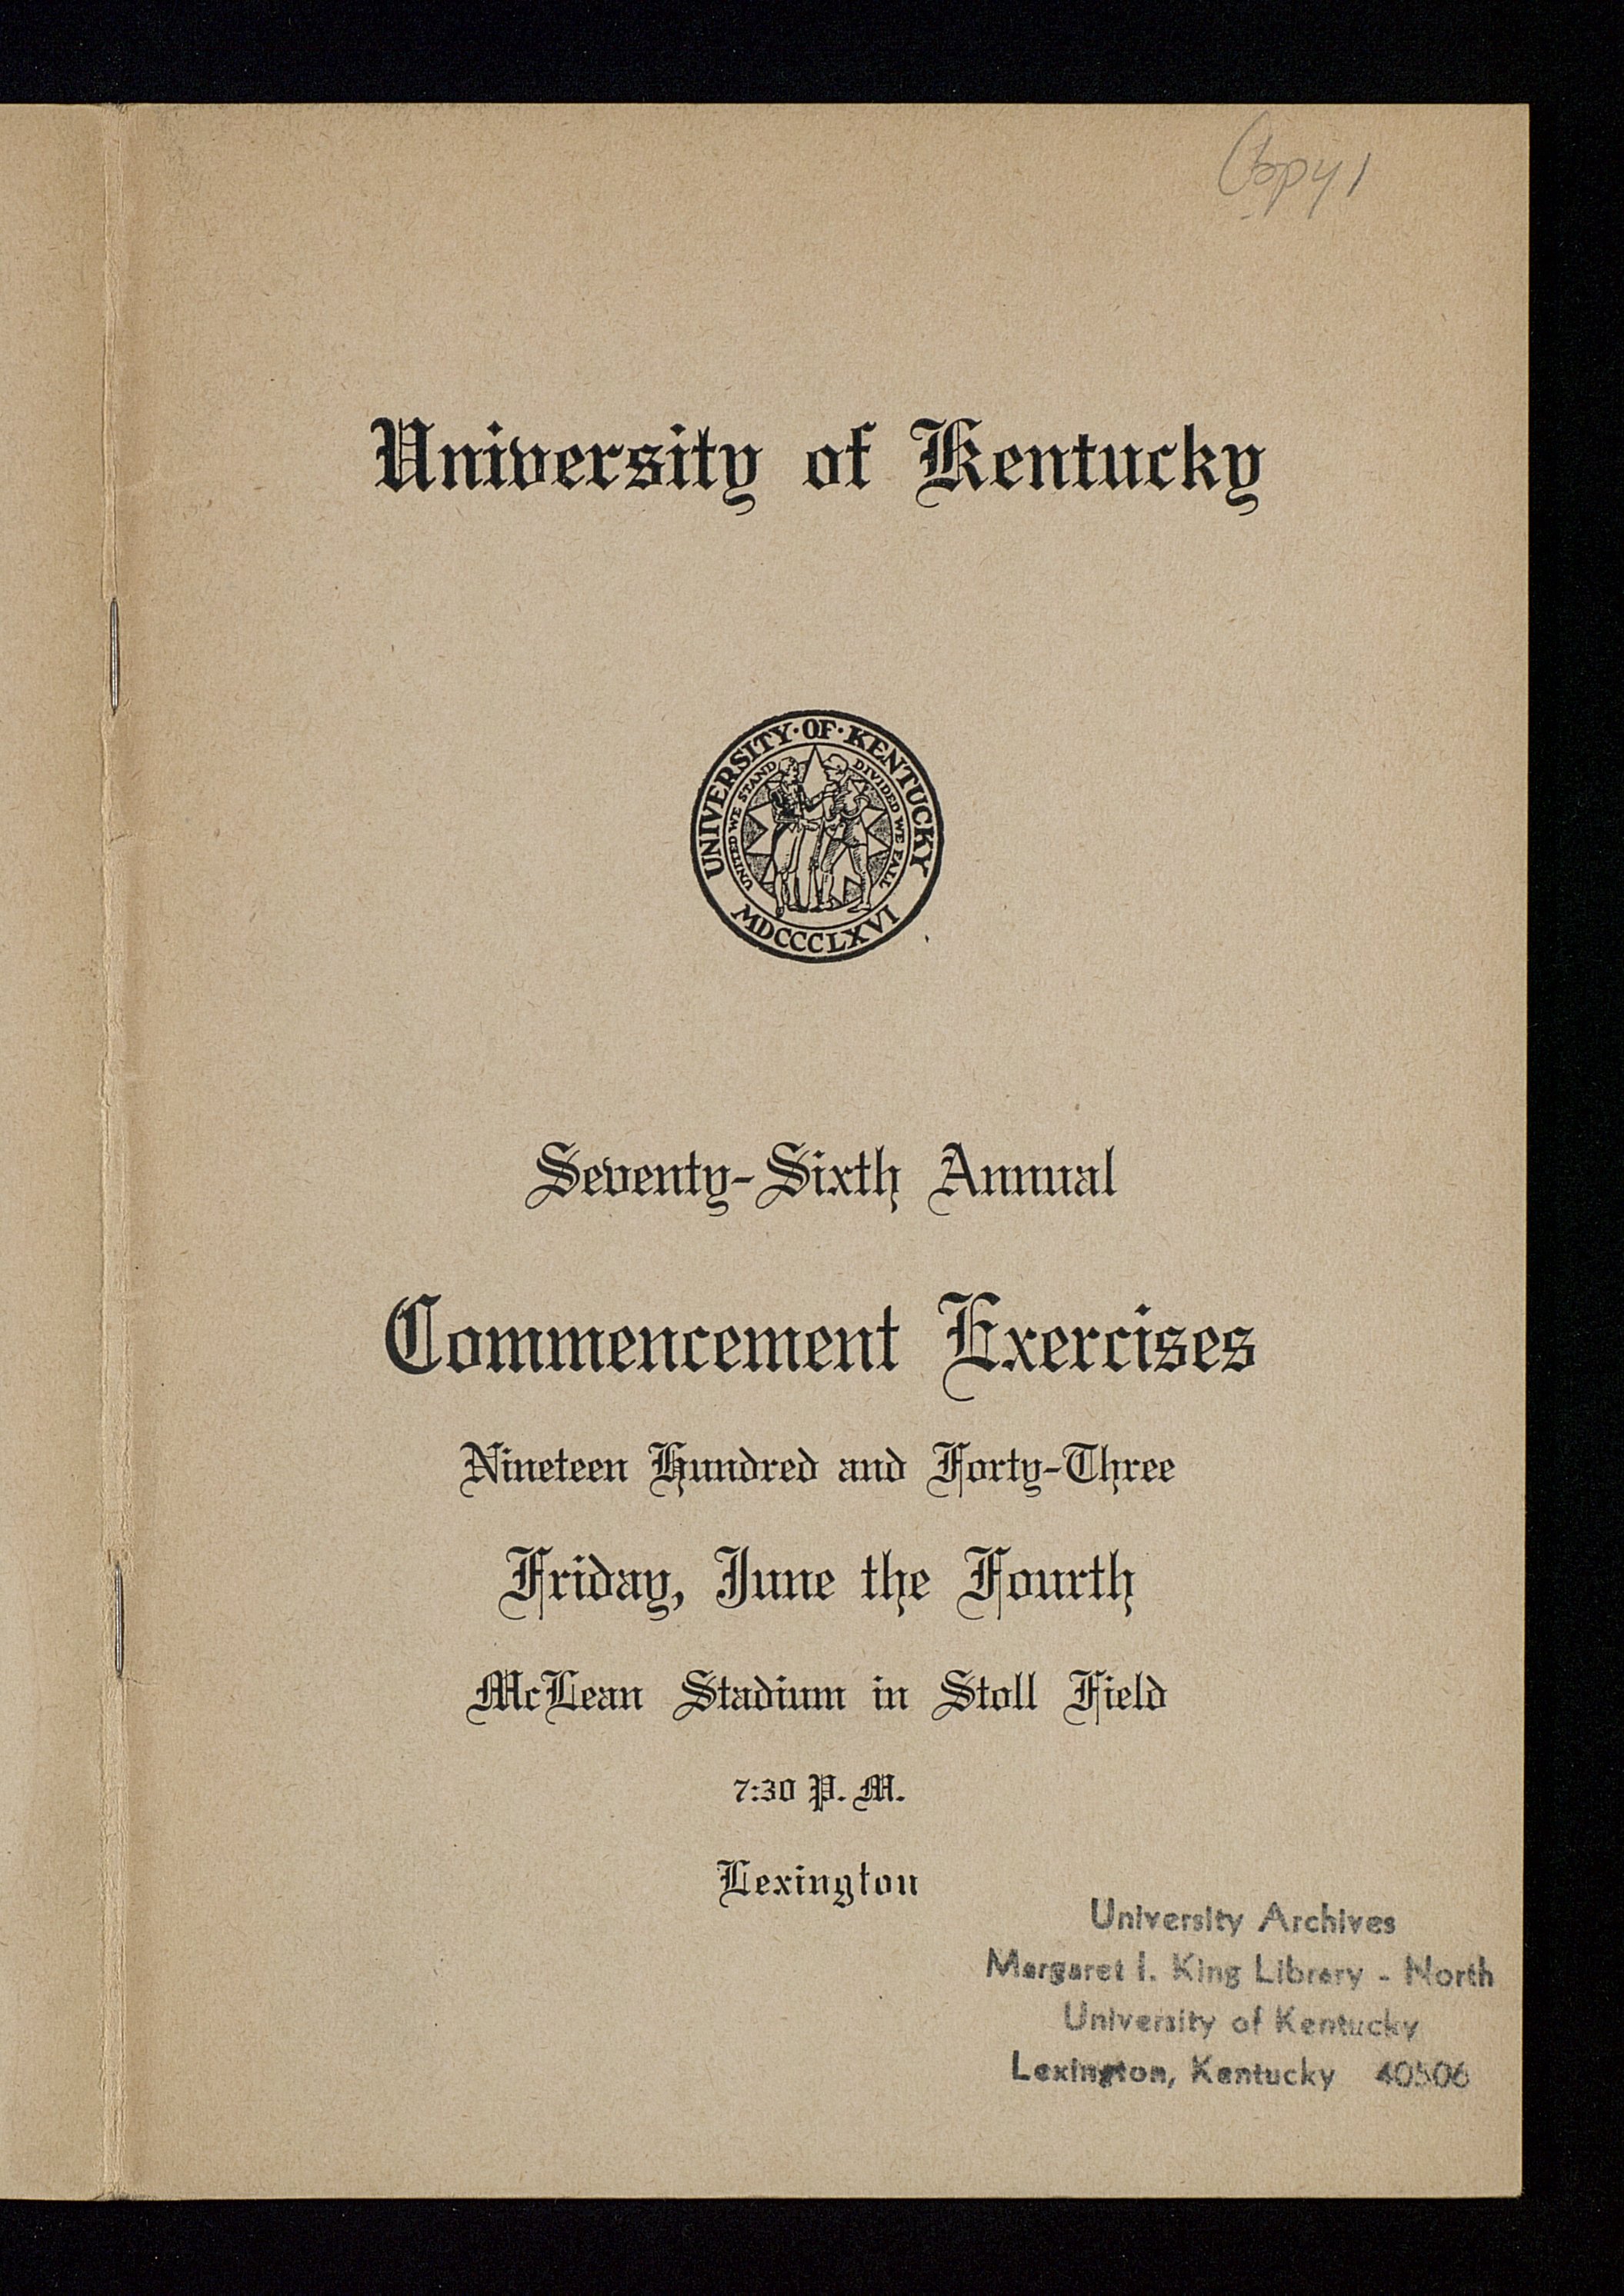 Copy 1
University of Kentucky
UNIVERSITY · OF · KENTUCKY
UNITED WE STAND
DIVIDED WE FALL
MDCCCLXVI
Seventy-Sixth Annual
Commencement Exercises
Nineteen Hundred and Forty-Three
Friday, June the Fourth
McLean Stadium in Stoll Field
7:30 P. M.
Lexington
University Archives
Margaret I. King Library - North
University of Kentucky
Lexington, Kentucky 40506